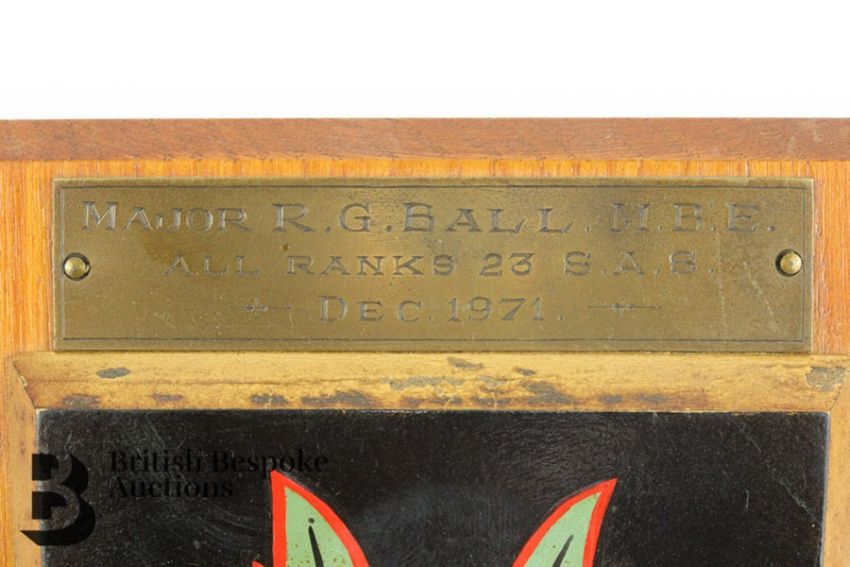 MAJOR R.G. BALL. M.B.E.
ALL RANKS 23 S.A.S.
DEC. 1971.
British Bespoke
Auctions
B